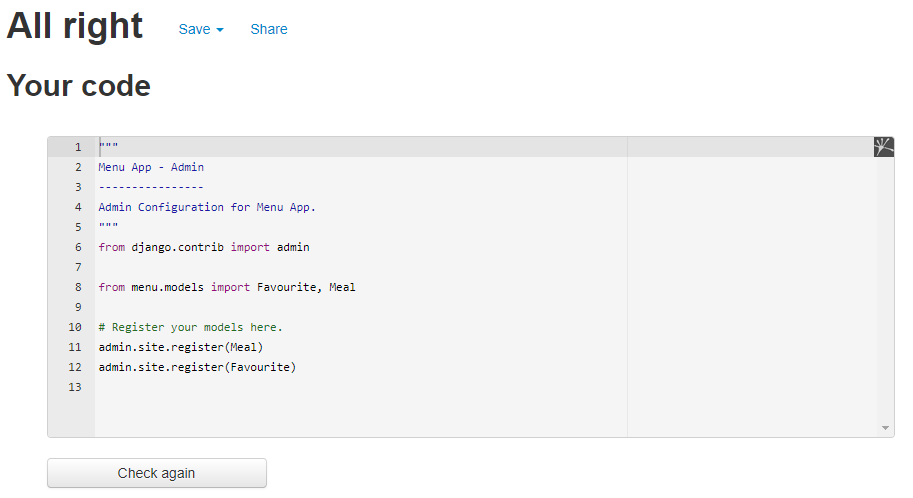 All right Save Share
Your code
1 """
2 Menu App - Admin
3 ----------------
4 Admin Configuration for Menu App.
5 """
6 from django.contrib import admin
7
8 from menu.models import Favourite, Meal
9
10 # Register your models here.
11 admin.site.register(Meal)
12 admin.site.register(Favourite)
13
Check again